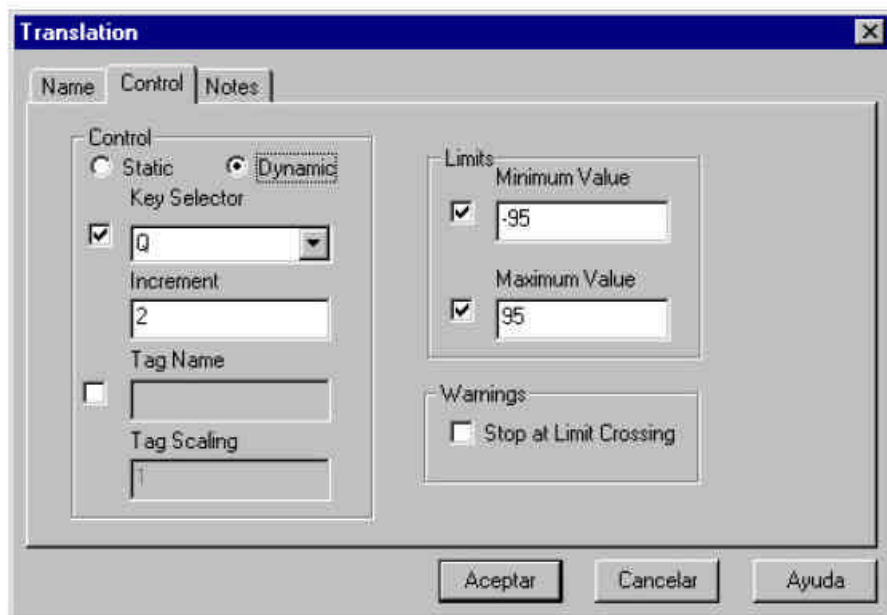 Translation
Name Control Notes
Control
Static Dynamic
Key Selector
Q
Increment
2
Tag Name
Tag Scaling
1
Limits
Minimum Value
-95
Maximum Value
95
Warnings
Stop at Limit Crossing
Aceptar Cancelar Ayuda